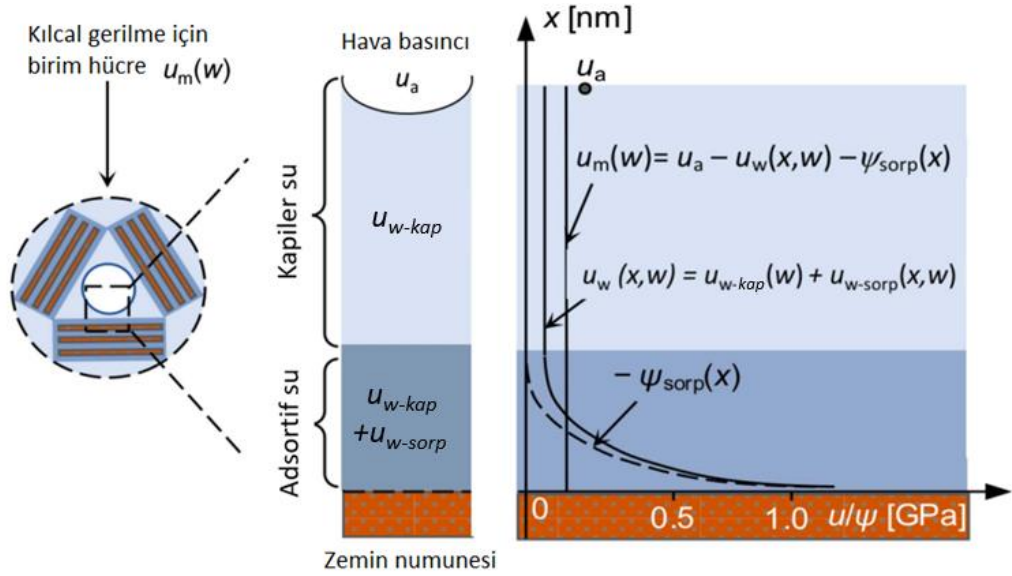 Kılcal gerilme için
birim hücre u_m(w)
Hava basıncı
u_a
Kapiler su
u_w-kap
Adsortif su
u_w-kap
+u_w-sorp
Zemin numunesi
x [nm]
u_a
u_m(w)= u_a − u_w(x,w) −ψ_sorp(x)
u_w (x,w) = u_w-kap(w) + u_w-sorp(x,w)
− ψ_sorp(x)
0 0.5 1.0 u/ψ [GPa]